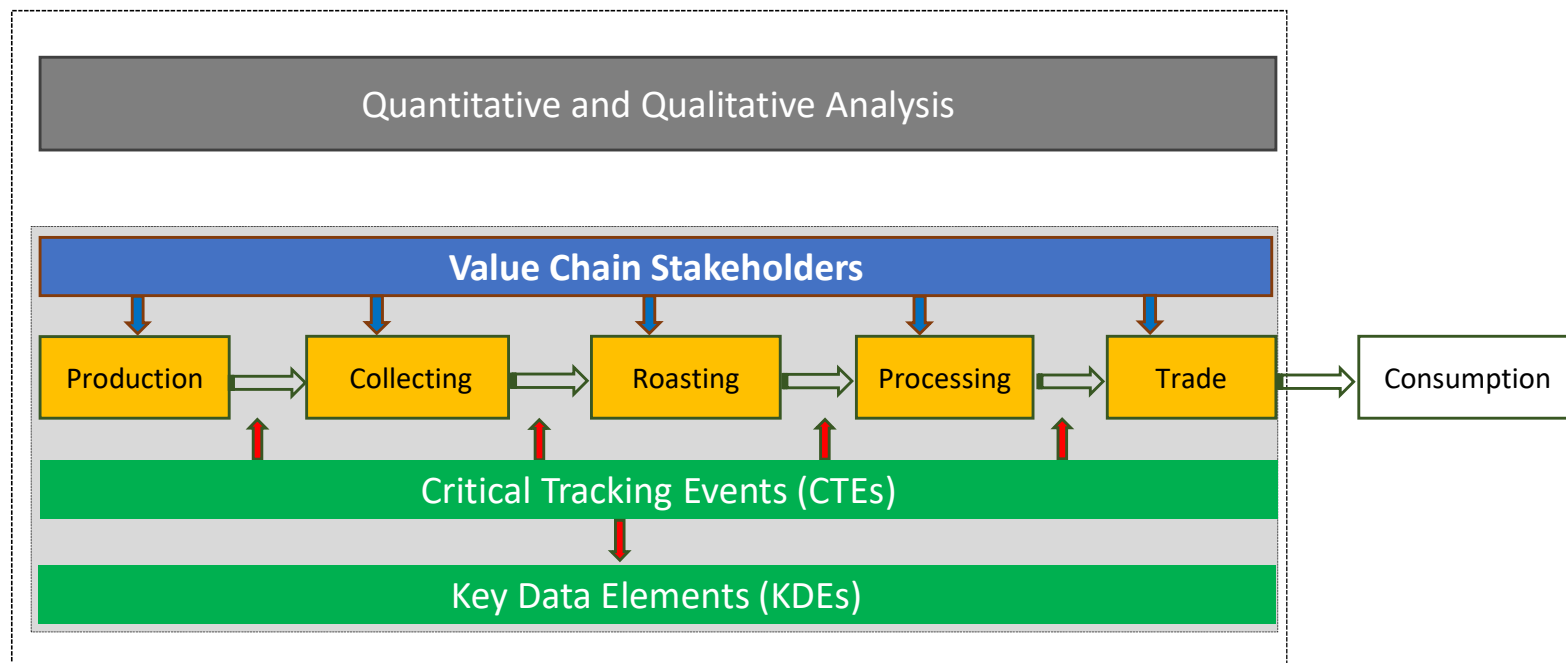 Quantitative and Qualitative Analysis
Value Chain Stakeholders
Production
Collecting
Roasting
Processing
Trade
Consumption
Critical Tracking Events (CTEs)
Key Data Elements (KDEs)